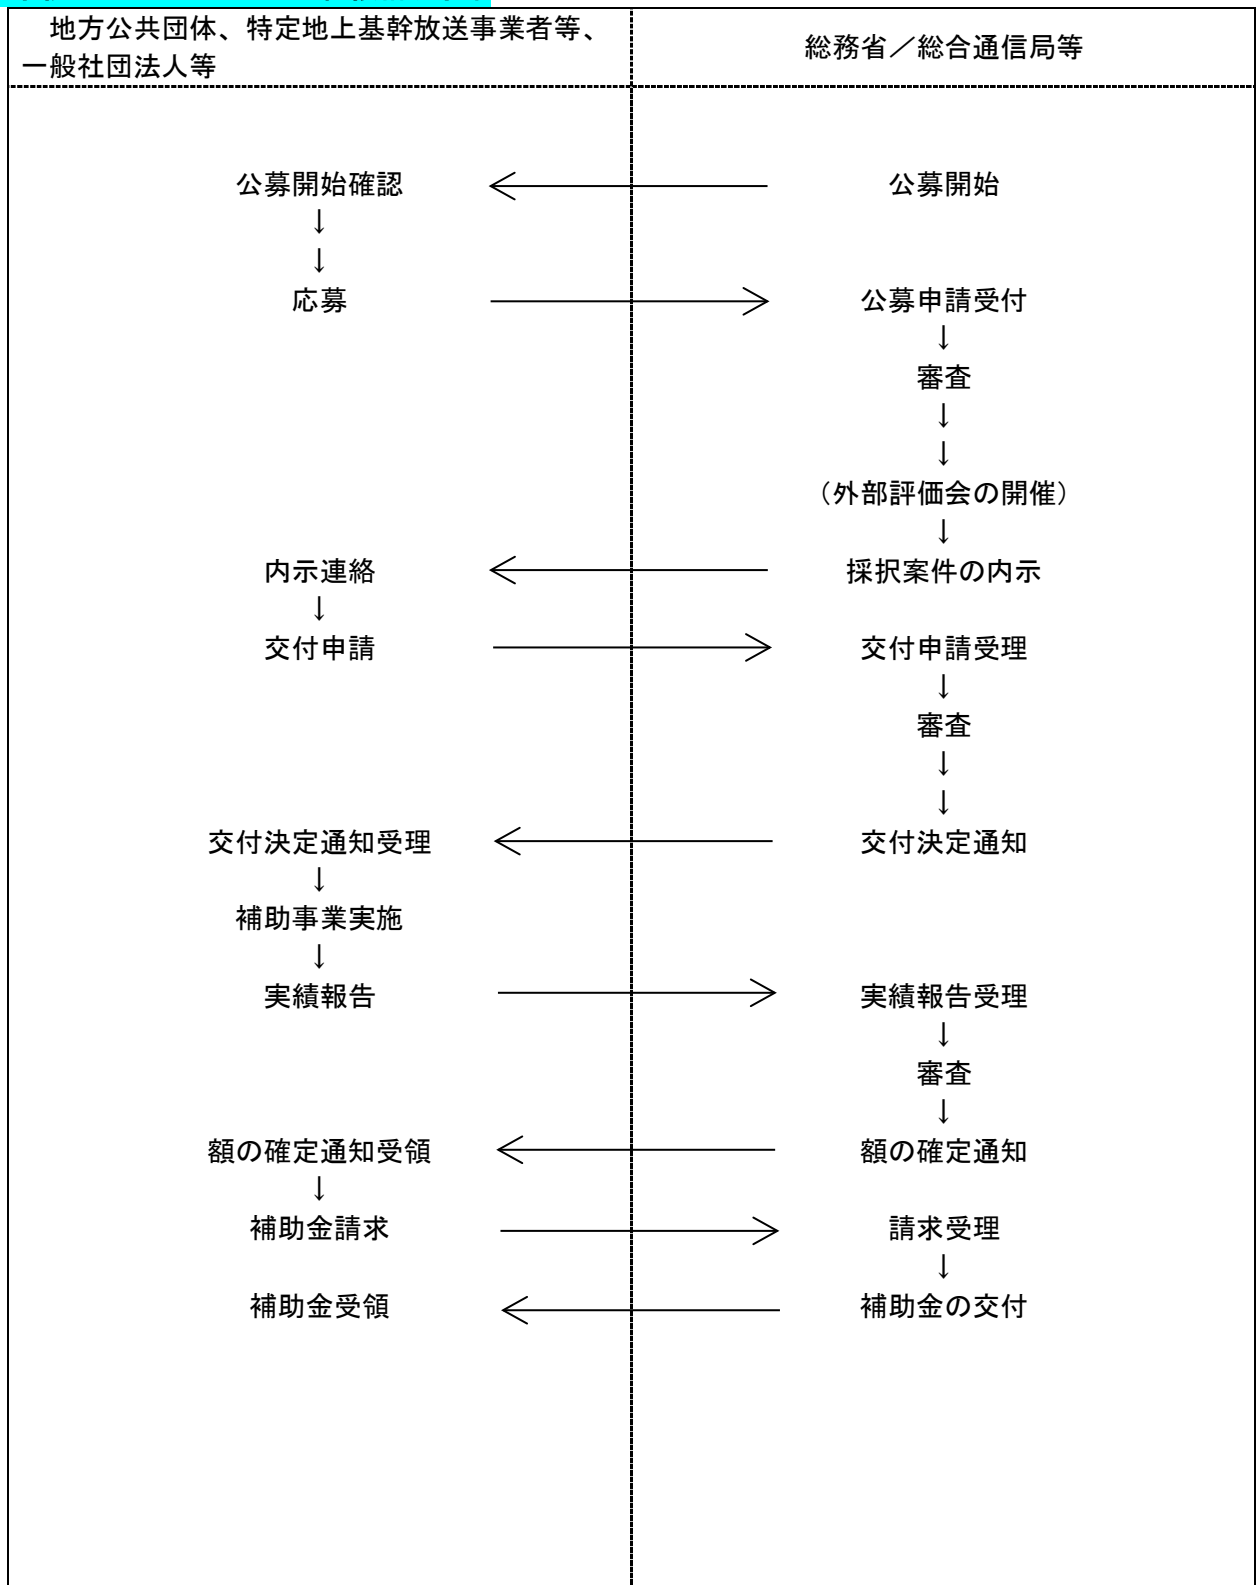 地方公共団体、特定地上基幹放送事業者等、
一般社団法人等
総務省／総合通信局等
公募開始確認
公募開始
↓
↓
応募
公募申請受付
↓
審査
↓
↓
（外部評価会の開催）
↓
内示連絡
採択案件の内示
↓
交付申請
交付申請受理
↓
審査
↓
↓
交付決定通知受理
交付決定通知
↓
補助事業実施
↓
実績報告
実績報告受理
↓
審査
↓
額の確定通知受領
額の確定通知
↓
補助金請求
請求受理
↓
補助金受領
補助金の交付